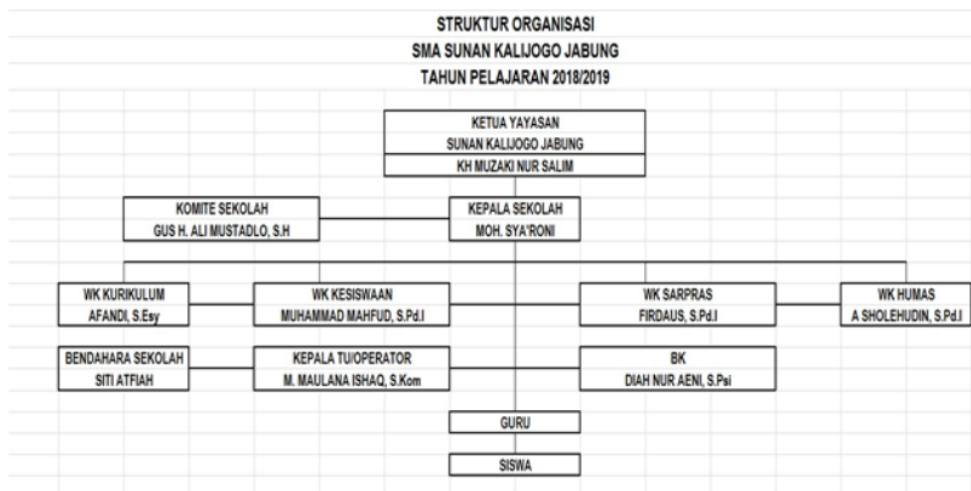 STRUKTUR ORGANISASI
SMA SUNAN KALIJOGO JABUNG
TAHUN PELAJARAN 2018/2019
KETUA YAYASAN
SUNAN KALIJOGO JABUNG
KH MUZAKI NUR SALIM
KOMITE SEKOLAH
GUS H. ALI MUSTADLO, S.H
KEPALA SEKOLAH
MOH. SYA'RONI
WK KURIKULUM
AFANDI, S.Esy
WK KESISWAAN
MUHAMMAD MAHFUD, S.Pd.I
WK SARPRAS
FIRDAUS, S.Pd.I
WK HUMAS
A SHOLEHUDIN, S.Pd.I
BENDAHARA SEKOLAH
SITI ATFIAH
KEPALA TU/OPERATOR
M. MAULANA ISHAQ, S.Kom
BK
DIAH NUR AENI, S.Psi
GURU
SISWA